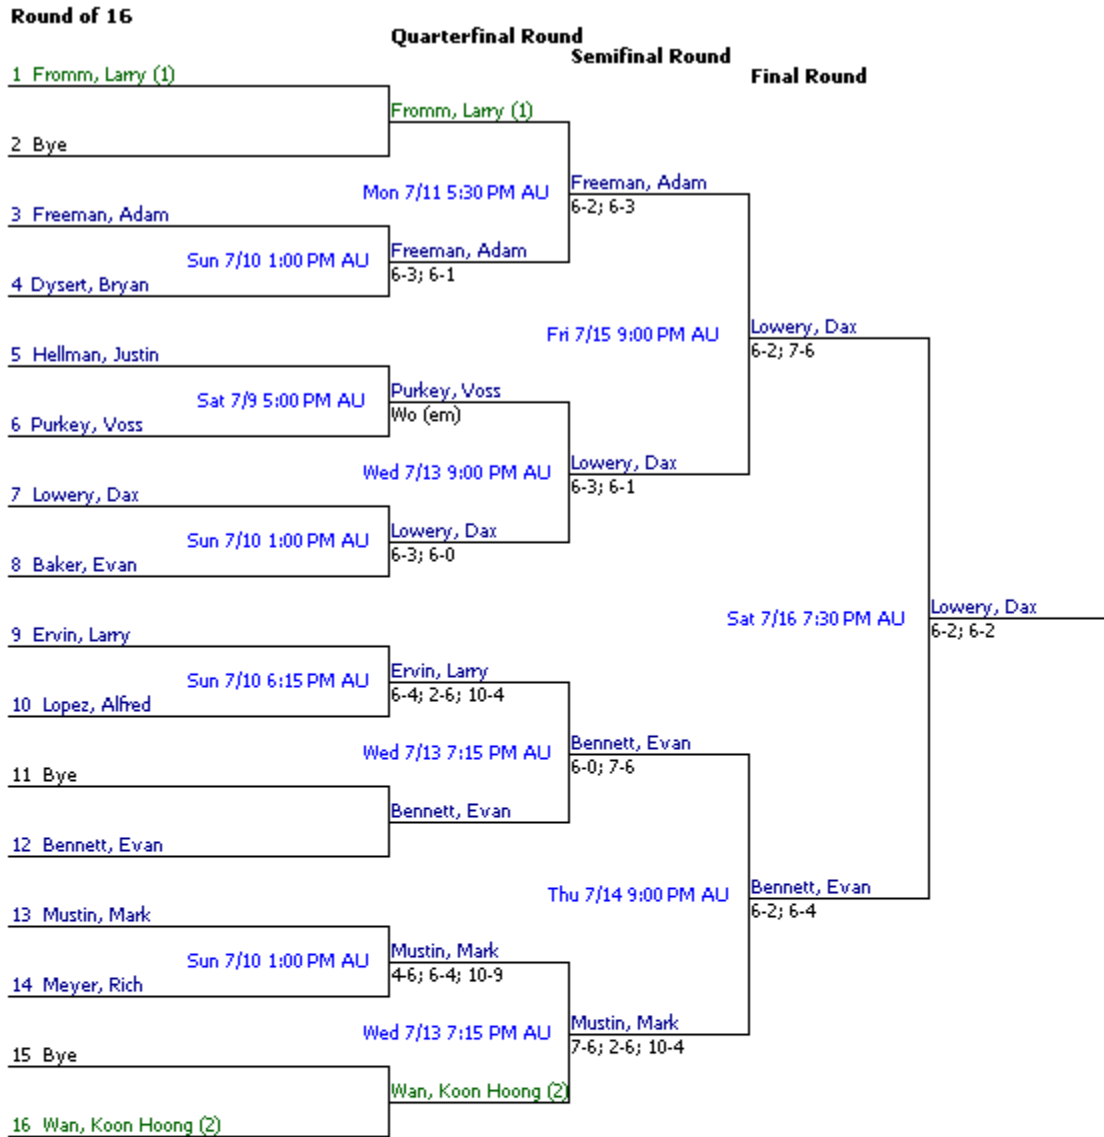 Round of 16
Quarterfinal Round
Semifinal Round
Final Round
1 Fromm, Larry (1)
Fromm, Larry (1)
2 Bye
Mon 7/11 5:30 PM AU
Freeman, Adam
6-2; 6-3
3 Freeman, Adam
Sun 7/10 1:00 PM AU
Freeman, Adam
6-3; 6-1
4 Dysert, Bryan
Fri 7/15 9:00 PM AU
Lowery, Dax
6-2; 7-6
5 Hellman, Justin
Sat 7/9 5:00 PM AU
Purkey, Voss
Wo (em)
6 Purkey, Voss
Wed 7/13 9:00 PM AU
Lowery, Dax
6-3; 6-1
7 Lowery, Dax
Sun 7/10 1:00 PM AU
Lowery, Dax
6-3; 6-0
8 Baker, Evan
Sat 7/16 7:30 PM AU
Lowery, Dax
6-2; 6-2
9 Ervin, Larry
Sun 7/10 6:15 PM AU
Ervin, Larry
6-4; 2-6; 10-4
10 Lopez, Alfred
Wed 7/13 7:15 PM AU
Bennett, Evan
6-0; 7-6
11 Bye
Bennett, Evan
12 Bennett, Evan
Thu 7/14 9:00 PM AU
Bennett, Evan
6-2; 6-4
13 Mustin, Mark
Sun 7/10 1:00 PM AU
Mustin, Mark
4-6; 6-4; 10-9
14 Meyer, Rich
Wed 7/13 7:15 PM AU
Mustin, Mark
7-6; 2-6; 10-4
15 Bye
Wan, Koon Hoong (2)
16 Wan, Koon Hoong (2)